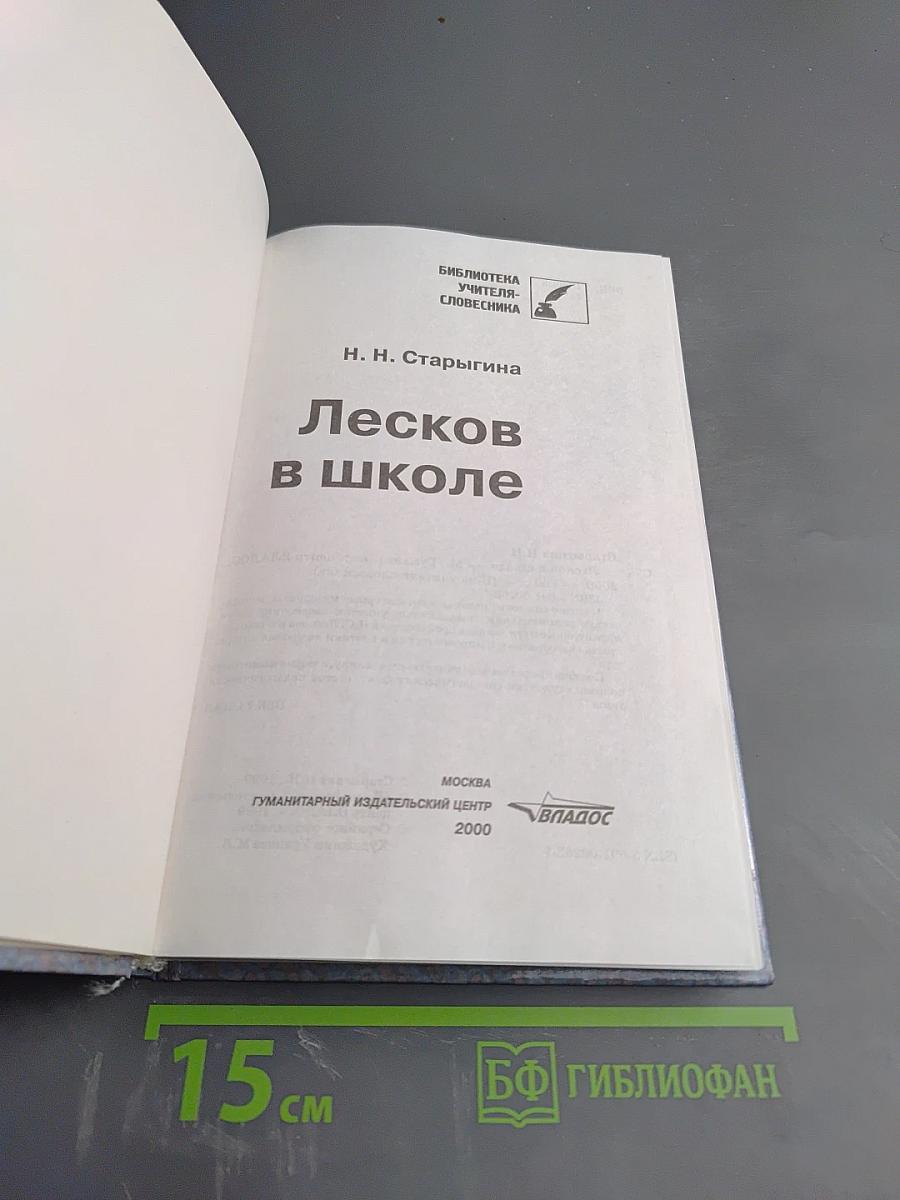 БИБЛИОТЕКА
УЧИТЕЛЯ-
СЛОВЕСНИКА
Н. Н. Старыгина
Лесков
в школе
МОСКВА
ГУМАНИТАРНЫЙ ИЗДАТЕЛЬСКИЙ ЦЕНТР
ВЛАДОС
2000
15 см
БФ ГИБЛИОФАН